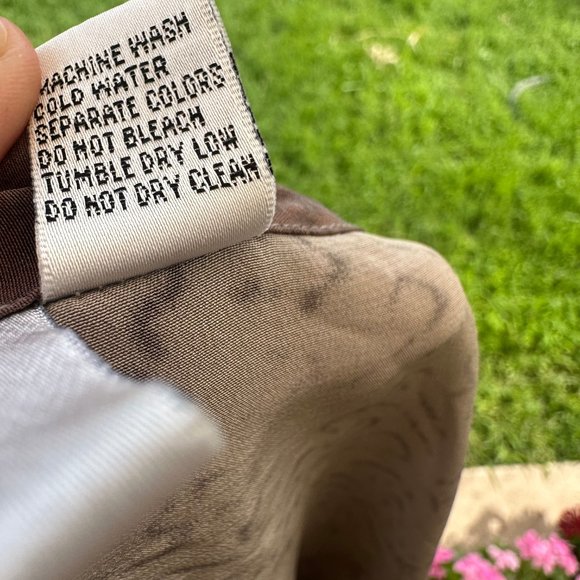 MACHINE WASH
COLD WATER
SEPARATE COLORS
DO NOT BLEACH
TUMBLE DRY LOW
DO NOT DRY CLEAN